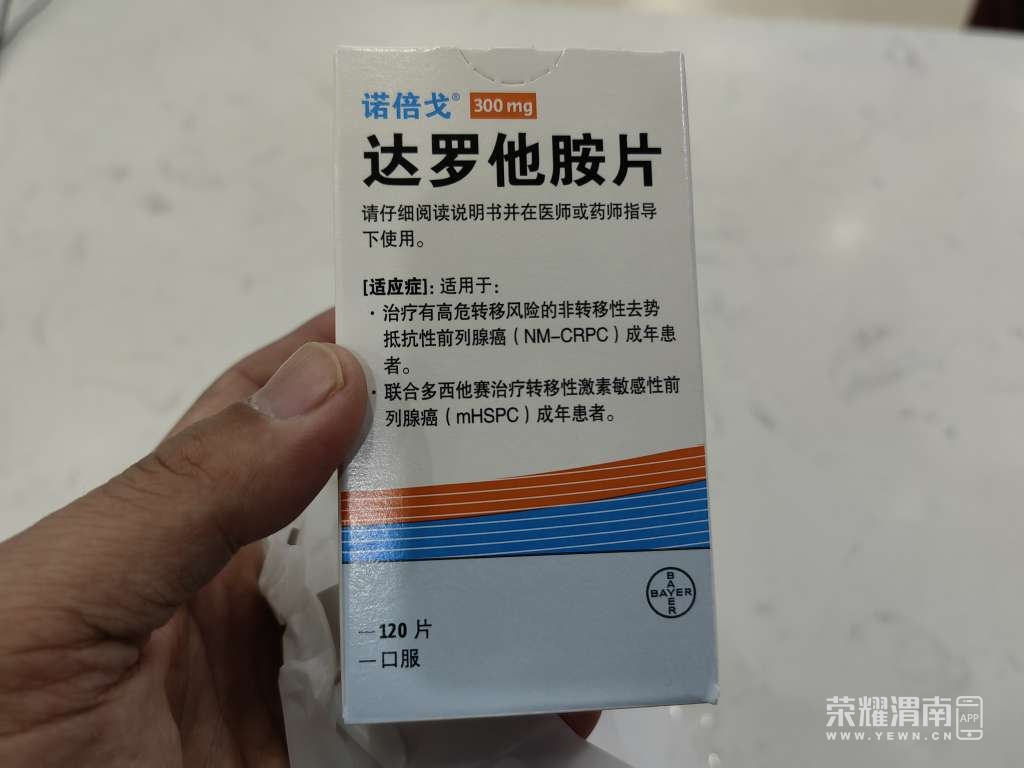 诺倍戈® 300 mg
达罗他胺片
请仔细阅读说明书并在医师或药师指导
下使用。
[适应症]: 适用于:
· 治疗有高危转移风险的非转移性去势
抵抗性前列腺癌（NM-CRPC）成年患
者。
· 联合多西他赛治疗转移性激素敏感性前
列腺癌（mHSPC）成年患者。
BAYER
BAYER
— 120 片
— 口服
荣耀渭南 APP
WWW.YEWN.CN